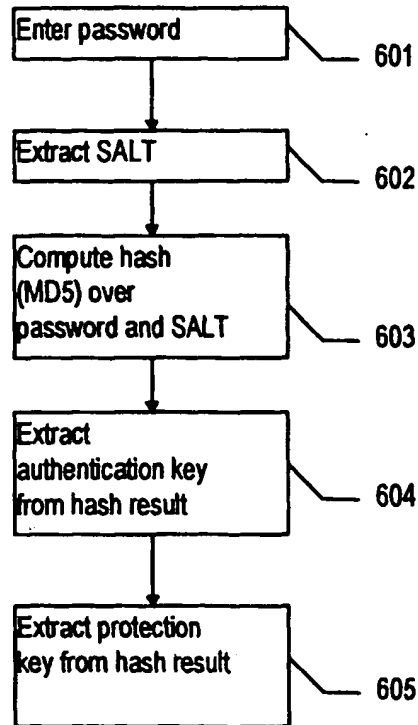 Enter password
601
Extract SALT
602
Compute hash
(MD5) over
password and SALT
603
Extract
authentication key
from hash result
604
Extract protection
key from hash result
605